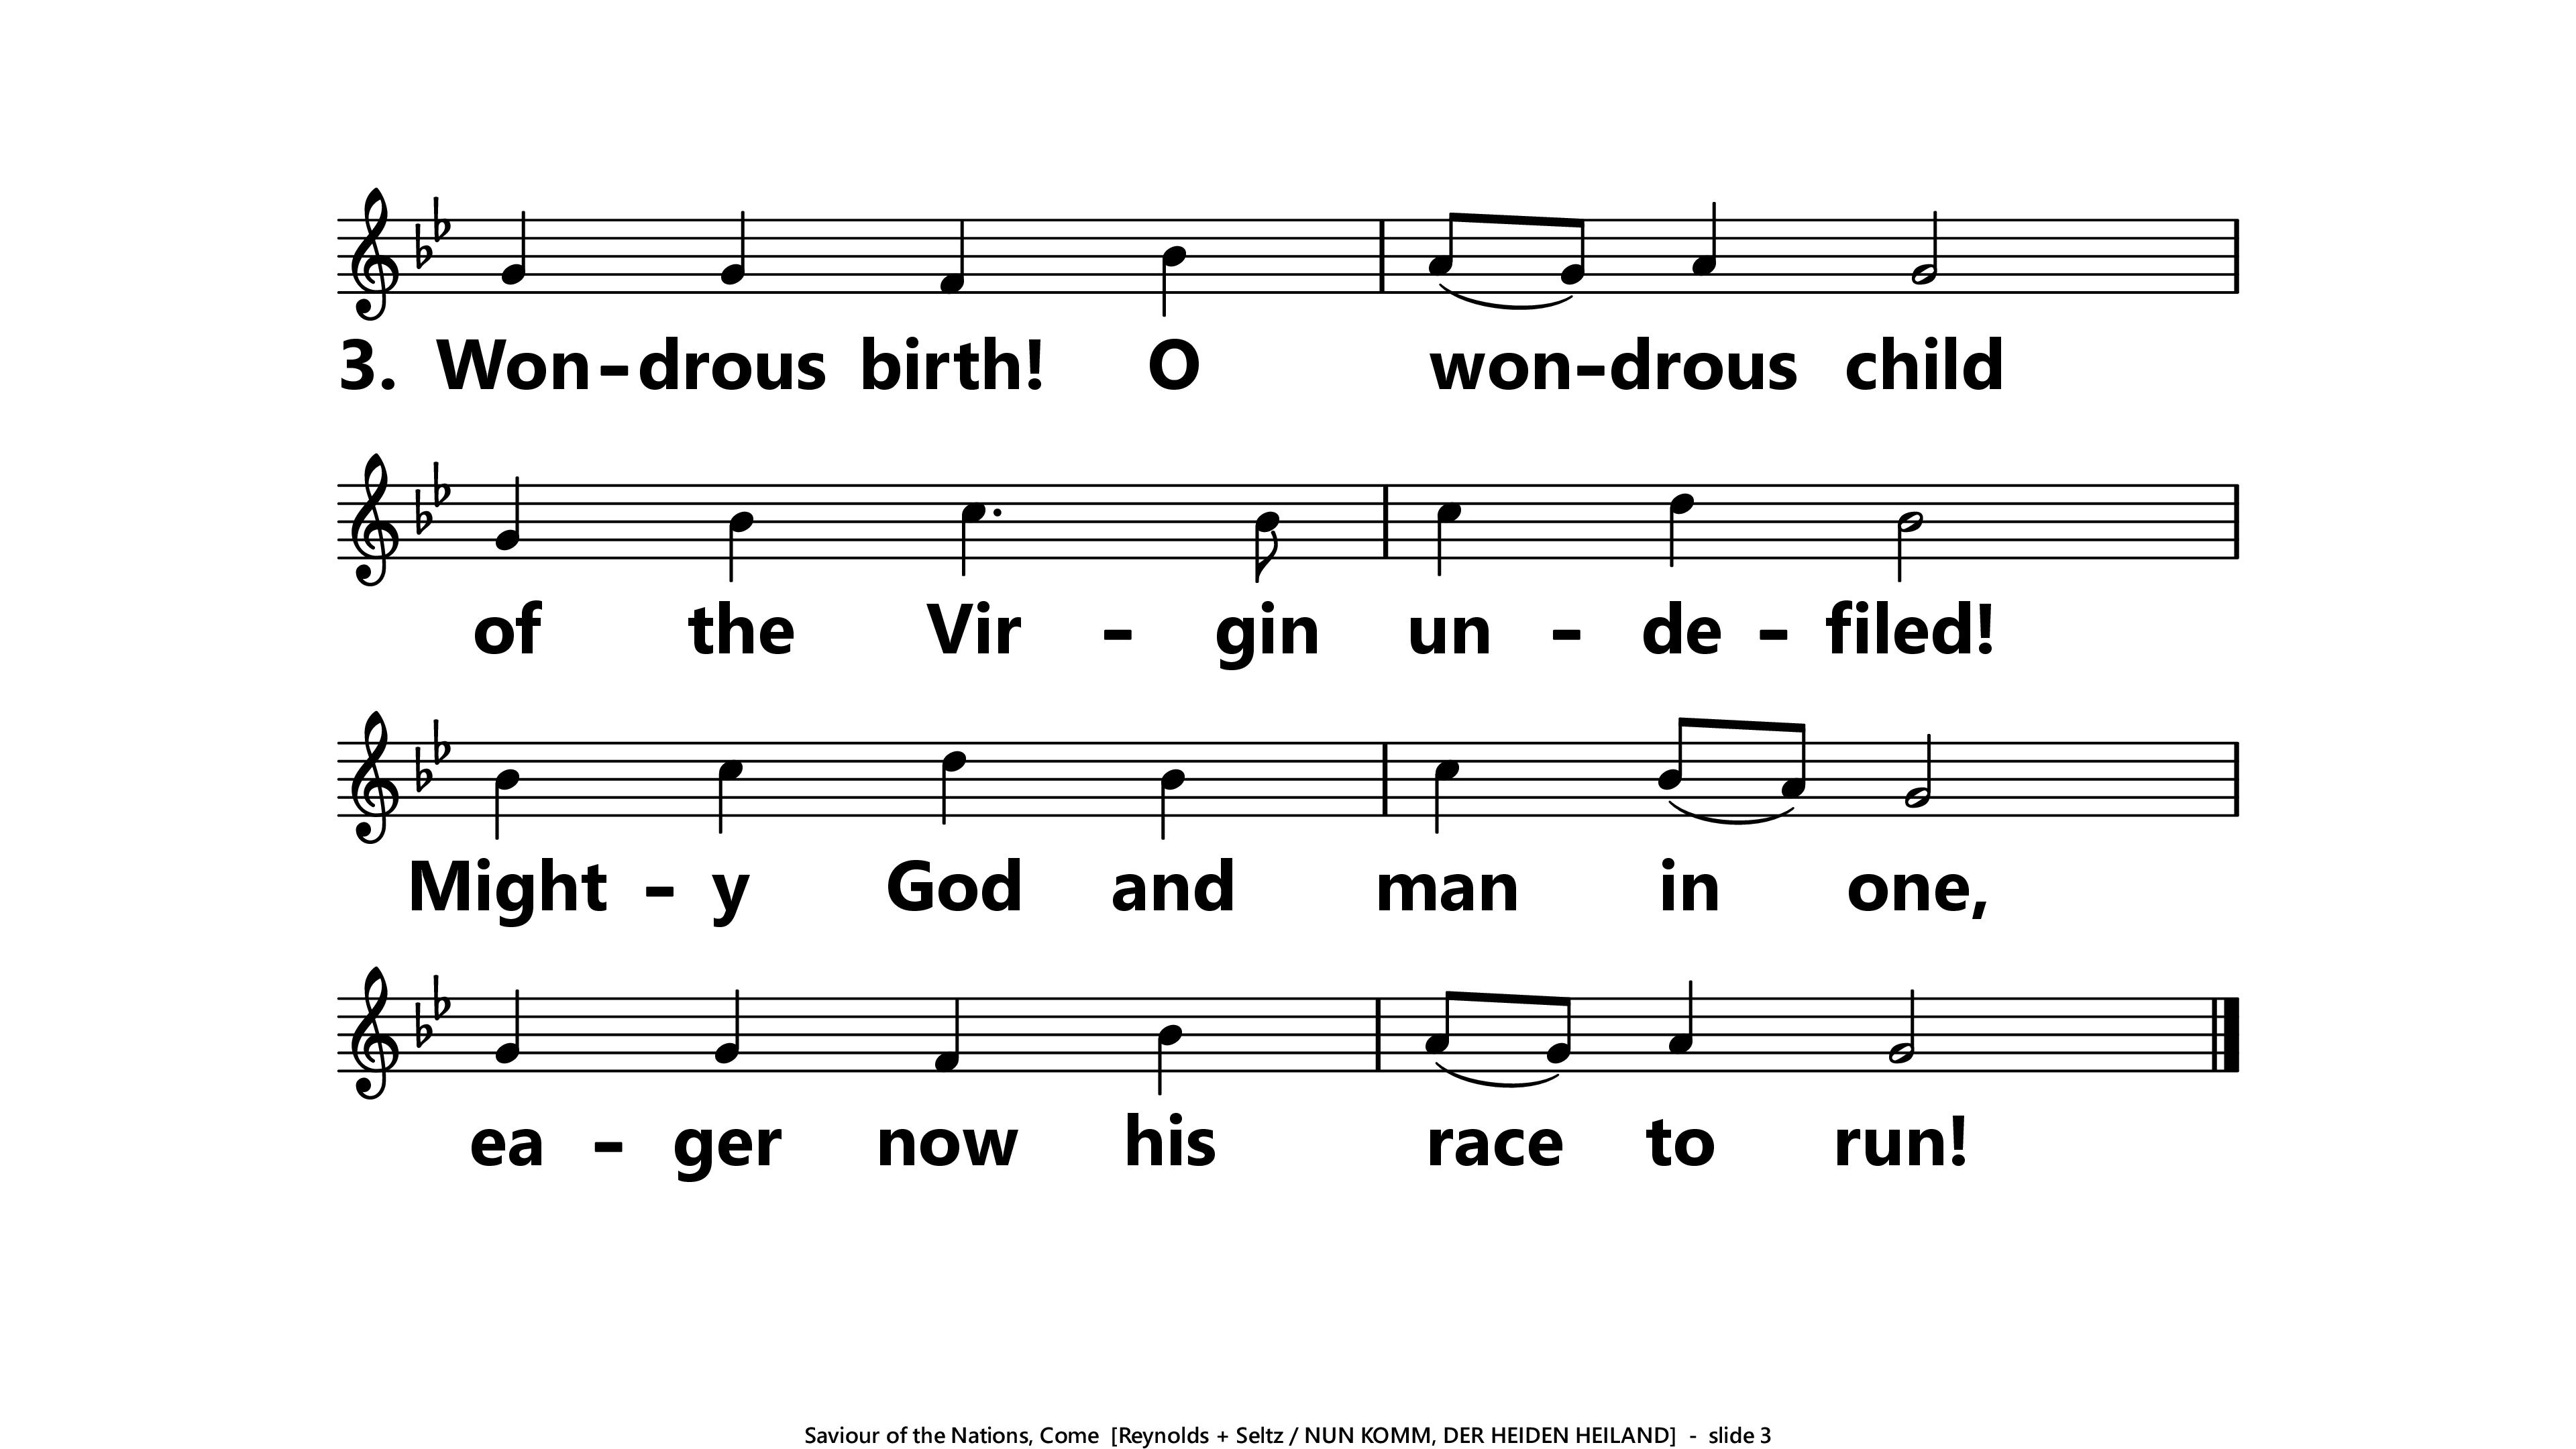 3. Won-drous birth! O won-drous child
of the Vir - gin un - de - filed!
Might - y God and man in one,
ea - ger now his race to run!
Saviour of the Nations, Come [Reynolds + Seltz / NUN KOMM, DER HEIDEN HEILAND] - slide 3